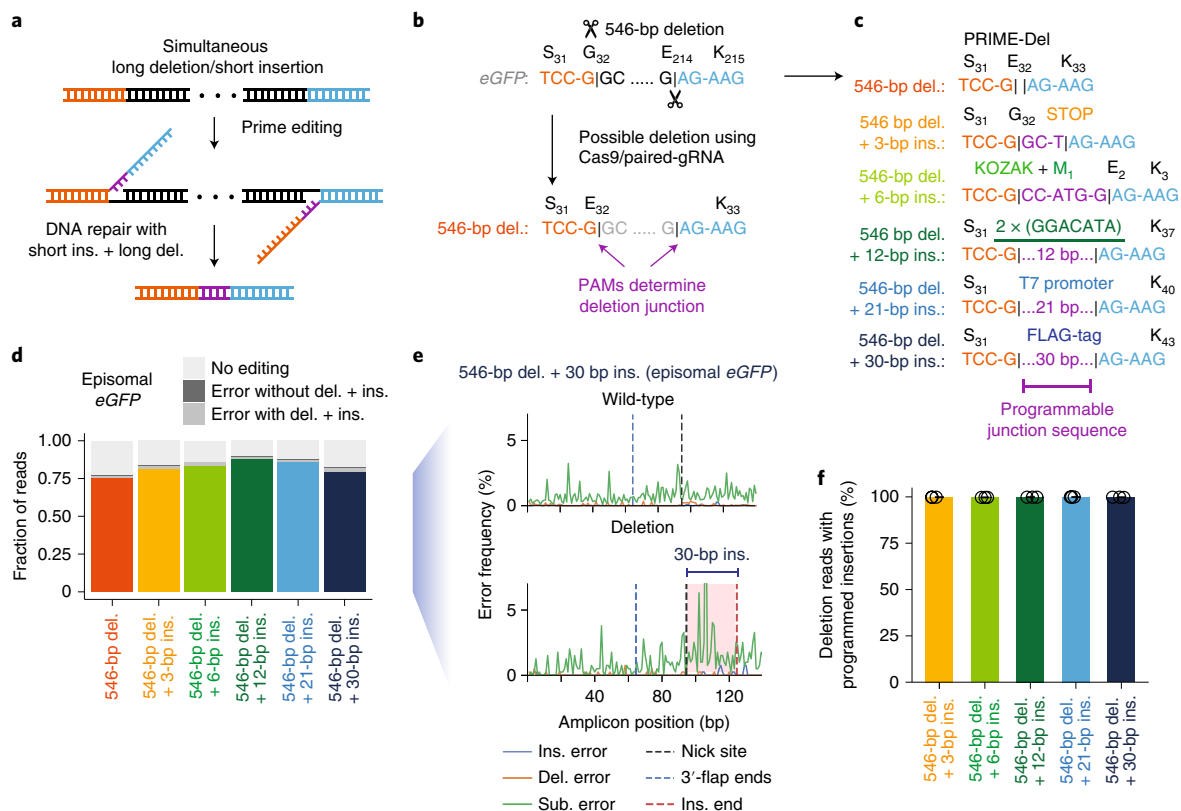 a
Simultaneous
long deletion/short insertion
Prime editing
DNA repair with
short ins. + long del.
b
546-bp deletion
S31 G32 E214 K215
eGFP: TCC-G|GC ..... G|AG-AAG
Possible deletion using
Cas9/paired-gRNA
S31 E32 K33
546-bp del.: TCC-G|GC ..... G|AG-AAG
PAMs determine
deletion junction
c
PRIME-Del
S31 E32 K33
546-bp del.: TCC-G| |AG-AAG
S31 G32 STOP
546 bp del.
+ 3-bp ins.: TCC-G|GC-T|AG-AAG
KOZAK + M1 E2 K3
546-bp del.
+ 6-bp ins.: TCC-G|CC-ATG-G|AG-AAG
S31 2 × (GGACATA) K37
546 bp del.
+ 12-bp ins.: TCC-G|...12 bp...|AG-AAG
S31 T7 promoter K40
546-bp del.
+ 21-bp ins.: TCC-G|...21 bp...|AG-AAG
S31 FLAG-tag K43
546-bp del.
+ 30-bp ins.: TCC-G|...30 bp...|AG-AAG
Programmable
junction sequence
d
Episomal
eGFP
No editing
Error without del. + ins.
Error with del. + ins.
Fraction of reads
1.00
0.75
0.50
0.25
0
546-bp del.
546-bp del.
+ 3-bp ins.
546-bp del.
+ 6-bp ins.
546-bp del.
+ 12-bp ins.
546-bp del.
+ 21-bp ins.
546-bp del.
+ 30-bp ins.
e
546-bp del. + 30 bp ins. (episomal eGFP)
Wild-type
5
0
Deletion
30-bp ins.
Error frequency (%)
5
0
40 80 120
Amplicon position (bp)
Ins. error
Del. error
Sub. error
Nick site
3′-flap ends
Ins. end
f
Deletion reads with
programmed insertions (%)
100
75
50
25
0
546-bp del.
+ 3-bp ins.
546-bp del.
+ 6-bp ins.
546-bp del.
+ 12-bp ins.
546-bp del.
+ 21-bp ins.
546-bp del.
+ 30-bp ins.